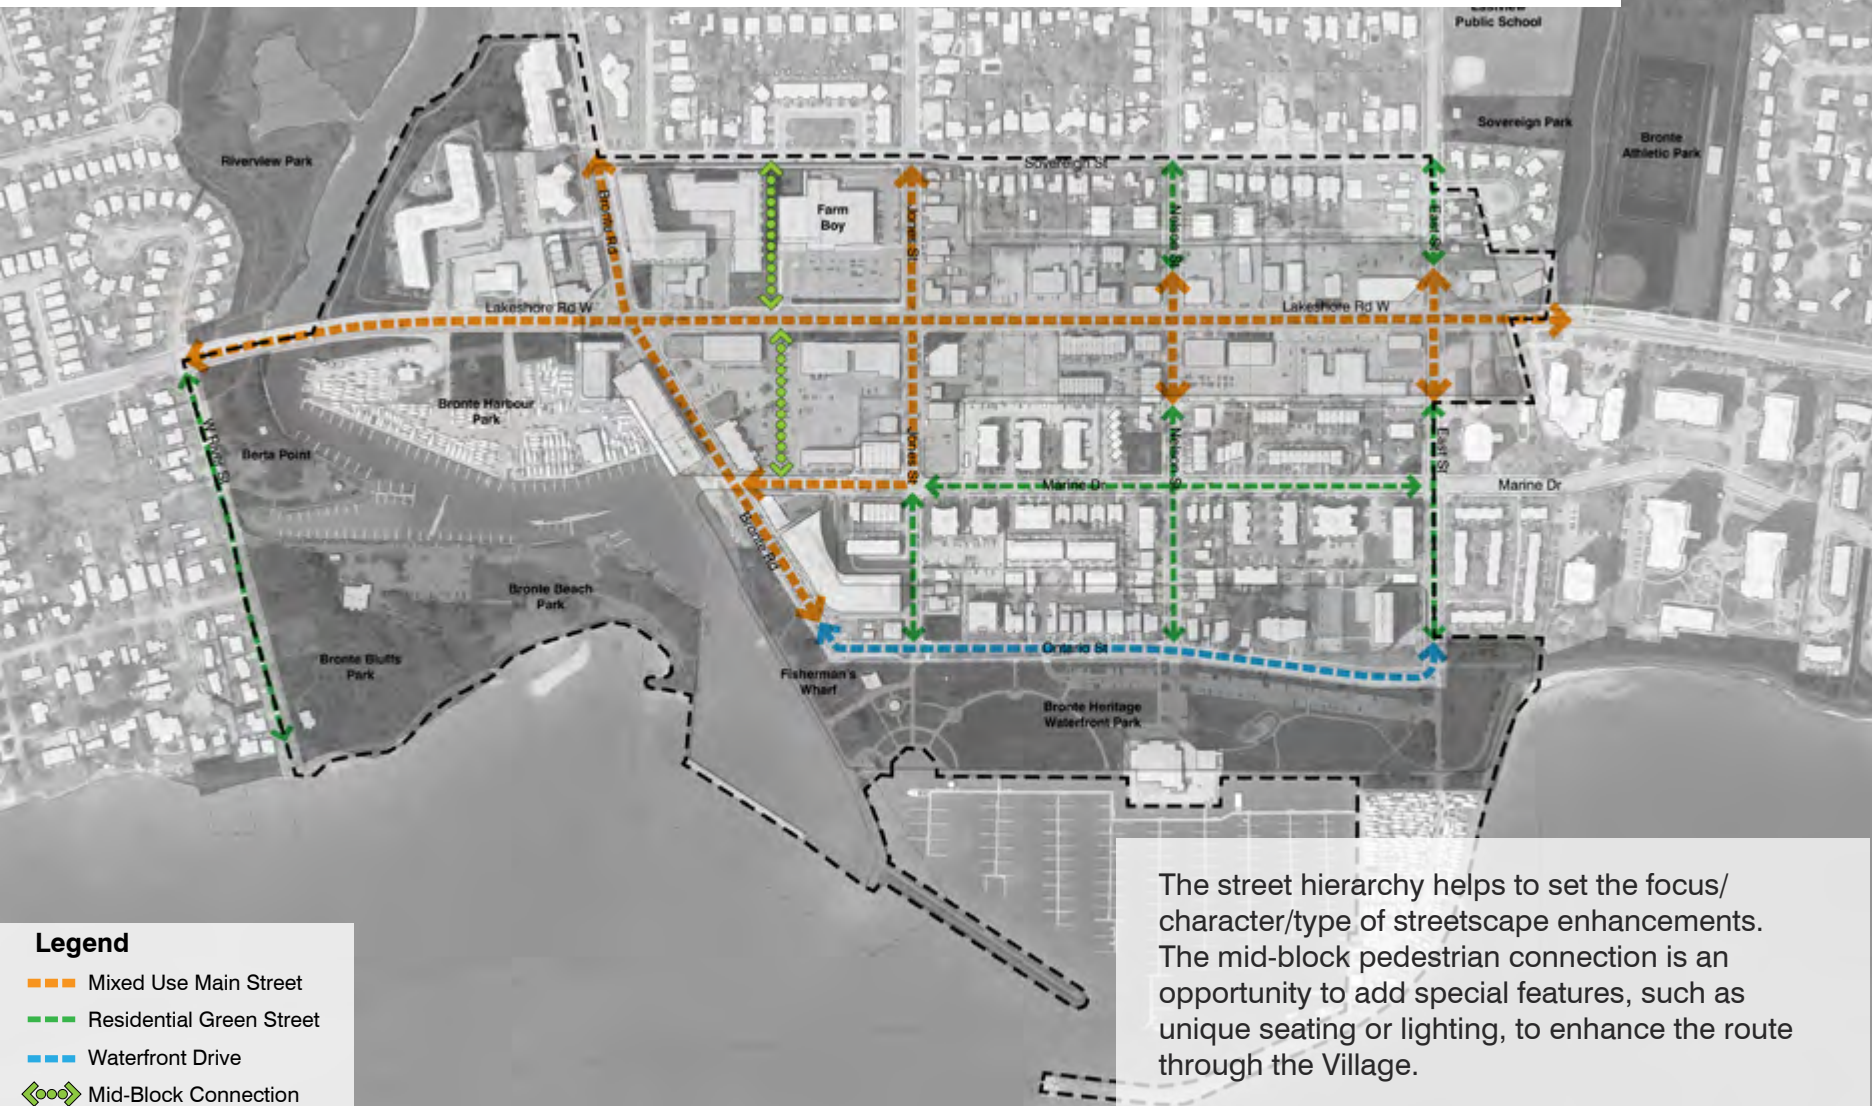 Public School
Sovereign Park
Bronte
Athletic Park
Riverview Park
Sovereign St
Farm
Boy
Bronte Rd
Jones St
Nelson St
East St
Lakeshore Rd W
Lakeshore Rd W
Bronte Harbour
Park
W River St
Berta Point
Jones St
Nelson St
East St
Marine Dr
Marine Dr
Bronte Rd
Bronte Beach
Park
Ontario St
Bronte Bluffs
Park
Fisherman's
Wharf
Bronte Heritage
Waterfront Park
The street hierarchy helps to set the focus/
character/type of streetscape enhancements.
The mid-block pedestrian connection is an
opportunity to add special features, such as
unique seating or lighting, to enhance the route
through the Village.
Legend
Mixed Use Main Street
Residential Green Street
Waterfront Drive
Mid-Block Connection